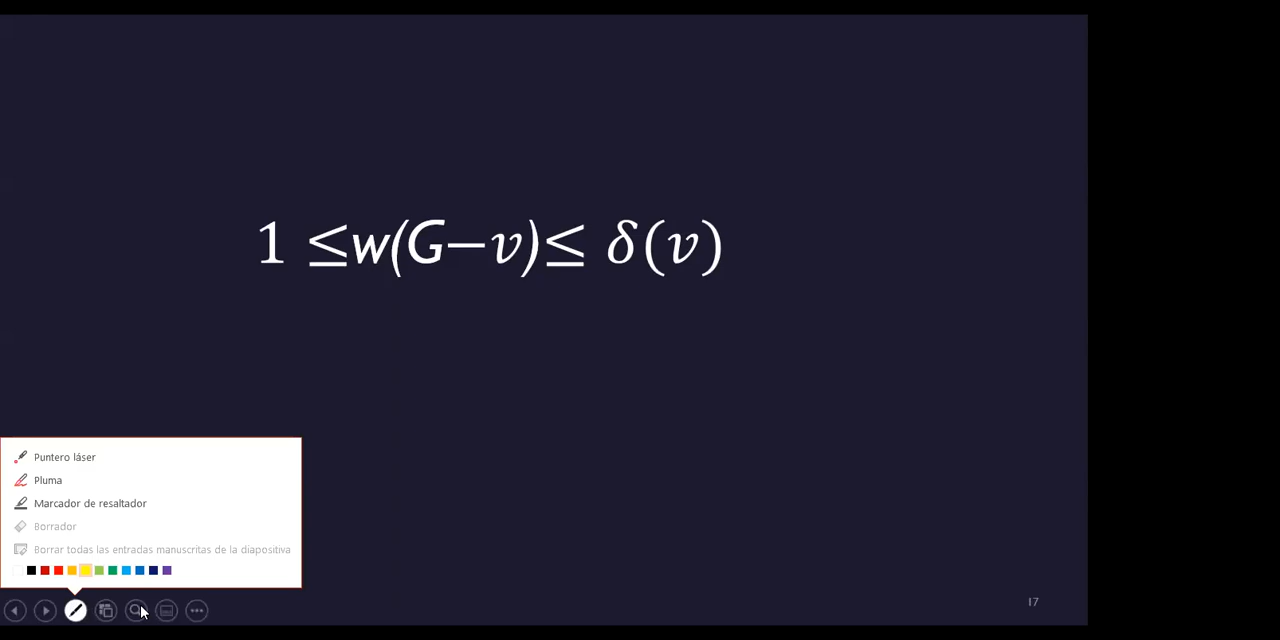 1 ≤w(G−v)≤ δ(v)
Puntero láser
Pluma
Marcador de resaltador
Borrador
Borrar todas las entradas manuscritas de la diapositiva
17